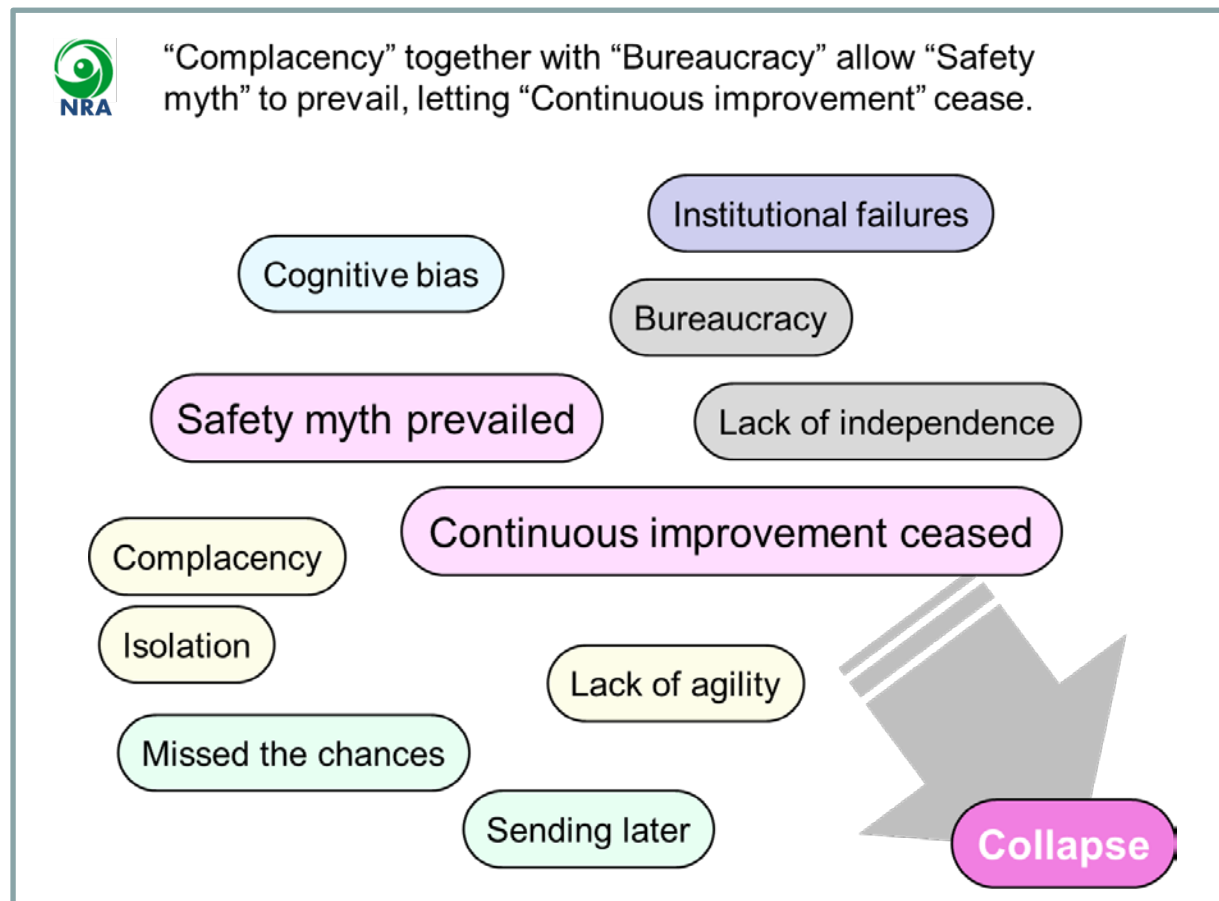 NRA
“Complacency” together with “Bureaucracy” allow “Safety
myth” to prevail, letting “Continuous improvement” cease.
Institutional failures
Cognitive bias
Bureaucracy
Safety myth prevailed
Lack of independence
Continuous improvement ceased
Complacency
Isolation
Lack of agility
Missed the chances
Sending later
Collapse